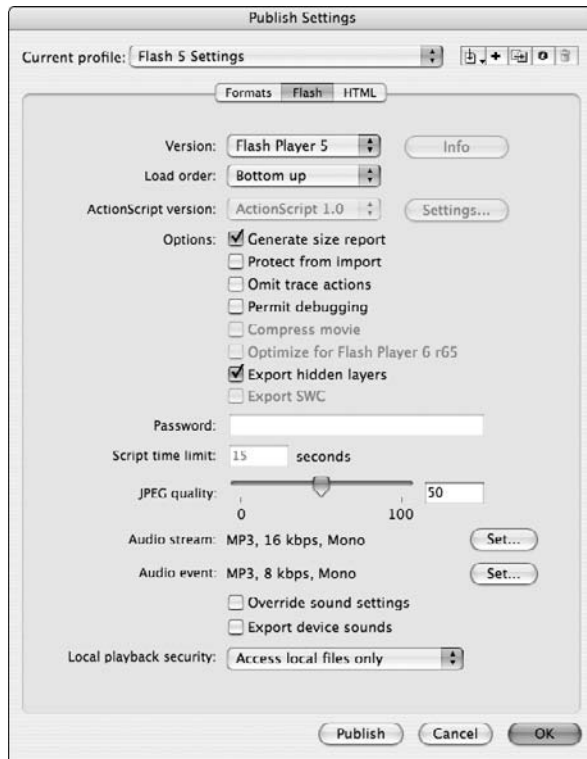 Publish Settings
Current profile: Flash 5 Settings
Formats Flash HTML
Version: Flash Player 5 Info
Load order: Bottom up
ActionScript version: ActionScript 1.0 Settings...
Options: Generate size report
Protect from import
Omit trace actions
Permit debugging
Compress movie
Optimize for Flash Player 6 r65
Export hidden layers
Export SWC
Password:
Script time limit: 15 seconds
JPEG quality: 50
0 100
Audio stream: MP3, 16 kbps, Mono Set...
Audio event: MP3, 8 kbps, Mono Set...
Override sound settings
Export device sounds
Local playback security: Access local files only
Publish Cancel OK